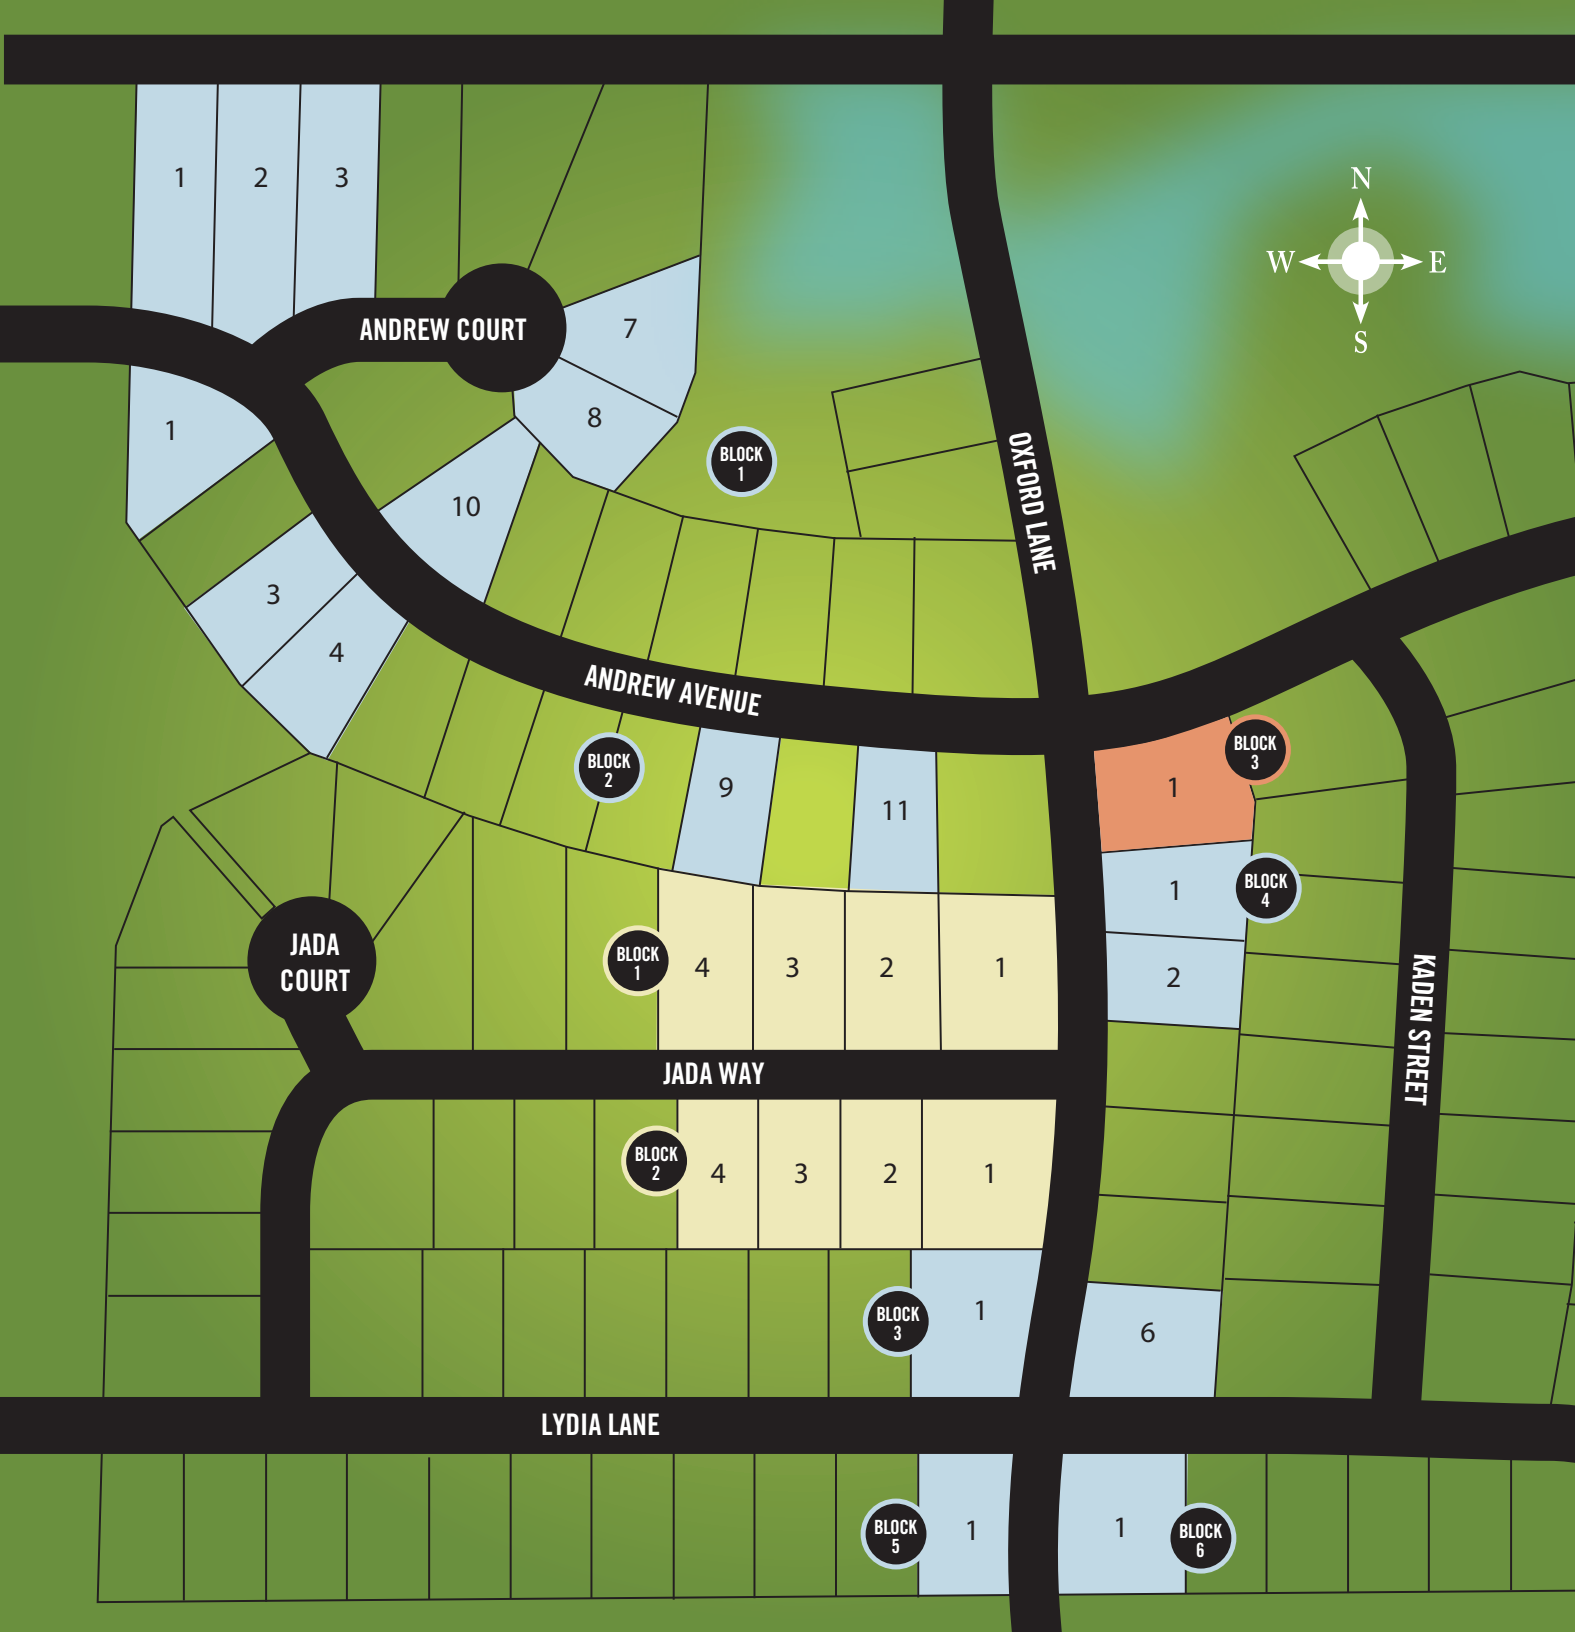 1 2 3
N
W E
S
ANDREW COURT
7
8
1
10
BLOCK
1
OXFORD LANE
3
4
ANDREW AVENUE
BLOCK
2
9
11
1
BLOCK
3
1
BLOCK
4
2
JADA
COURT
BLOCK
1
4 3 2 1
KADEN STREET
JADA WAY
BLOCK
2
4 3 2 1
BLOCK
3
1
6
LYDIA LANE
BLOCK
5
1
1
BLOCK
6